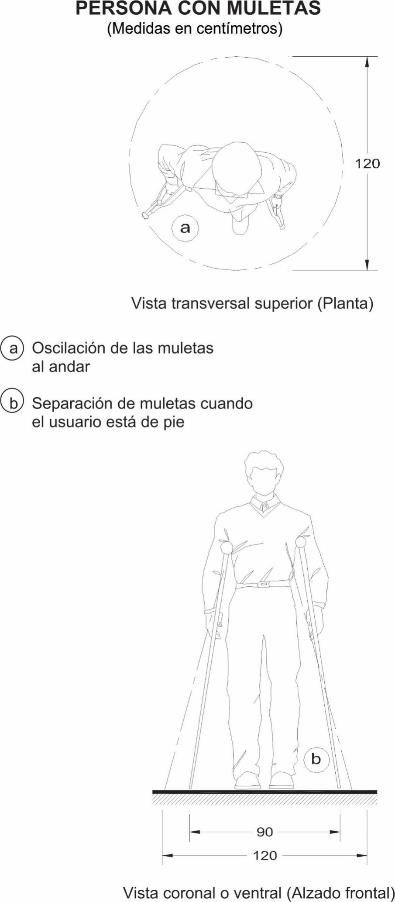 PERSONA CON MULETAS
(Medidas en centímetros)
120
a
Vista transversal superior (Planta)
a Oscilación de las muletas
al andar
b Separación de muletas cuando
el usuario está de pie
b
90
120
Vista coronal o ventral (Alzado frontal)